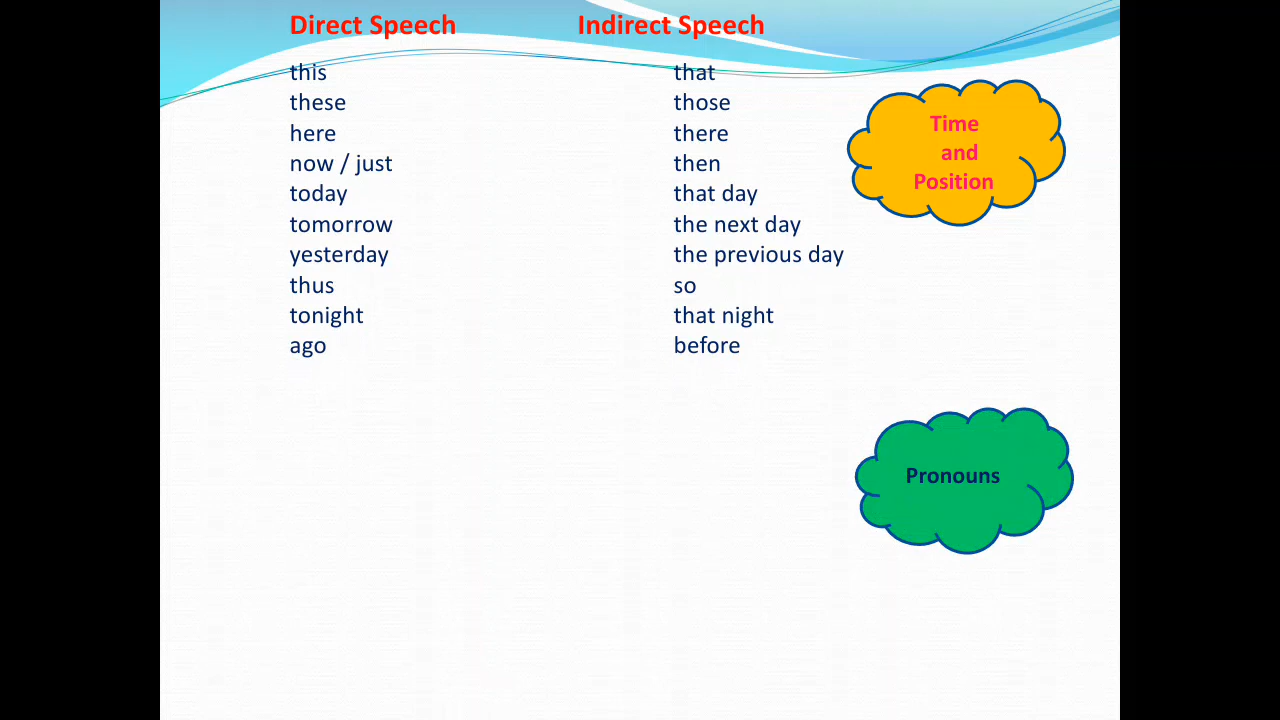 Direct Speech Indirect Speech
this that
these those
here there
now / just then
today that day
tomorrow the next day
yesterday the previous day
thus so
tonight that night
ago before
Time
and
Position
Pronouns